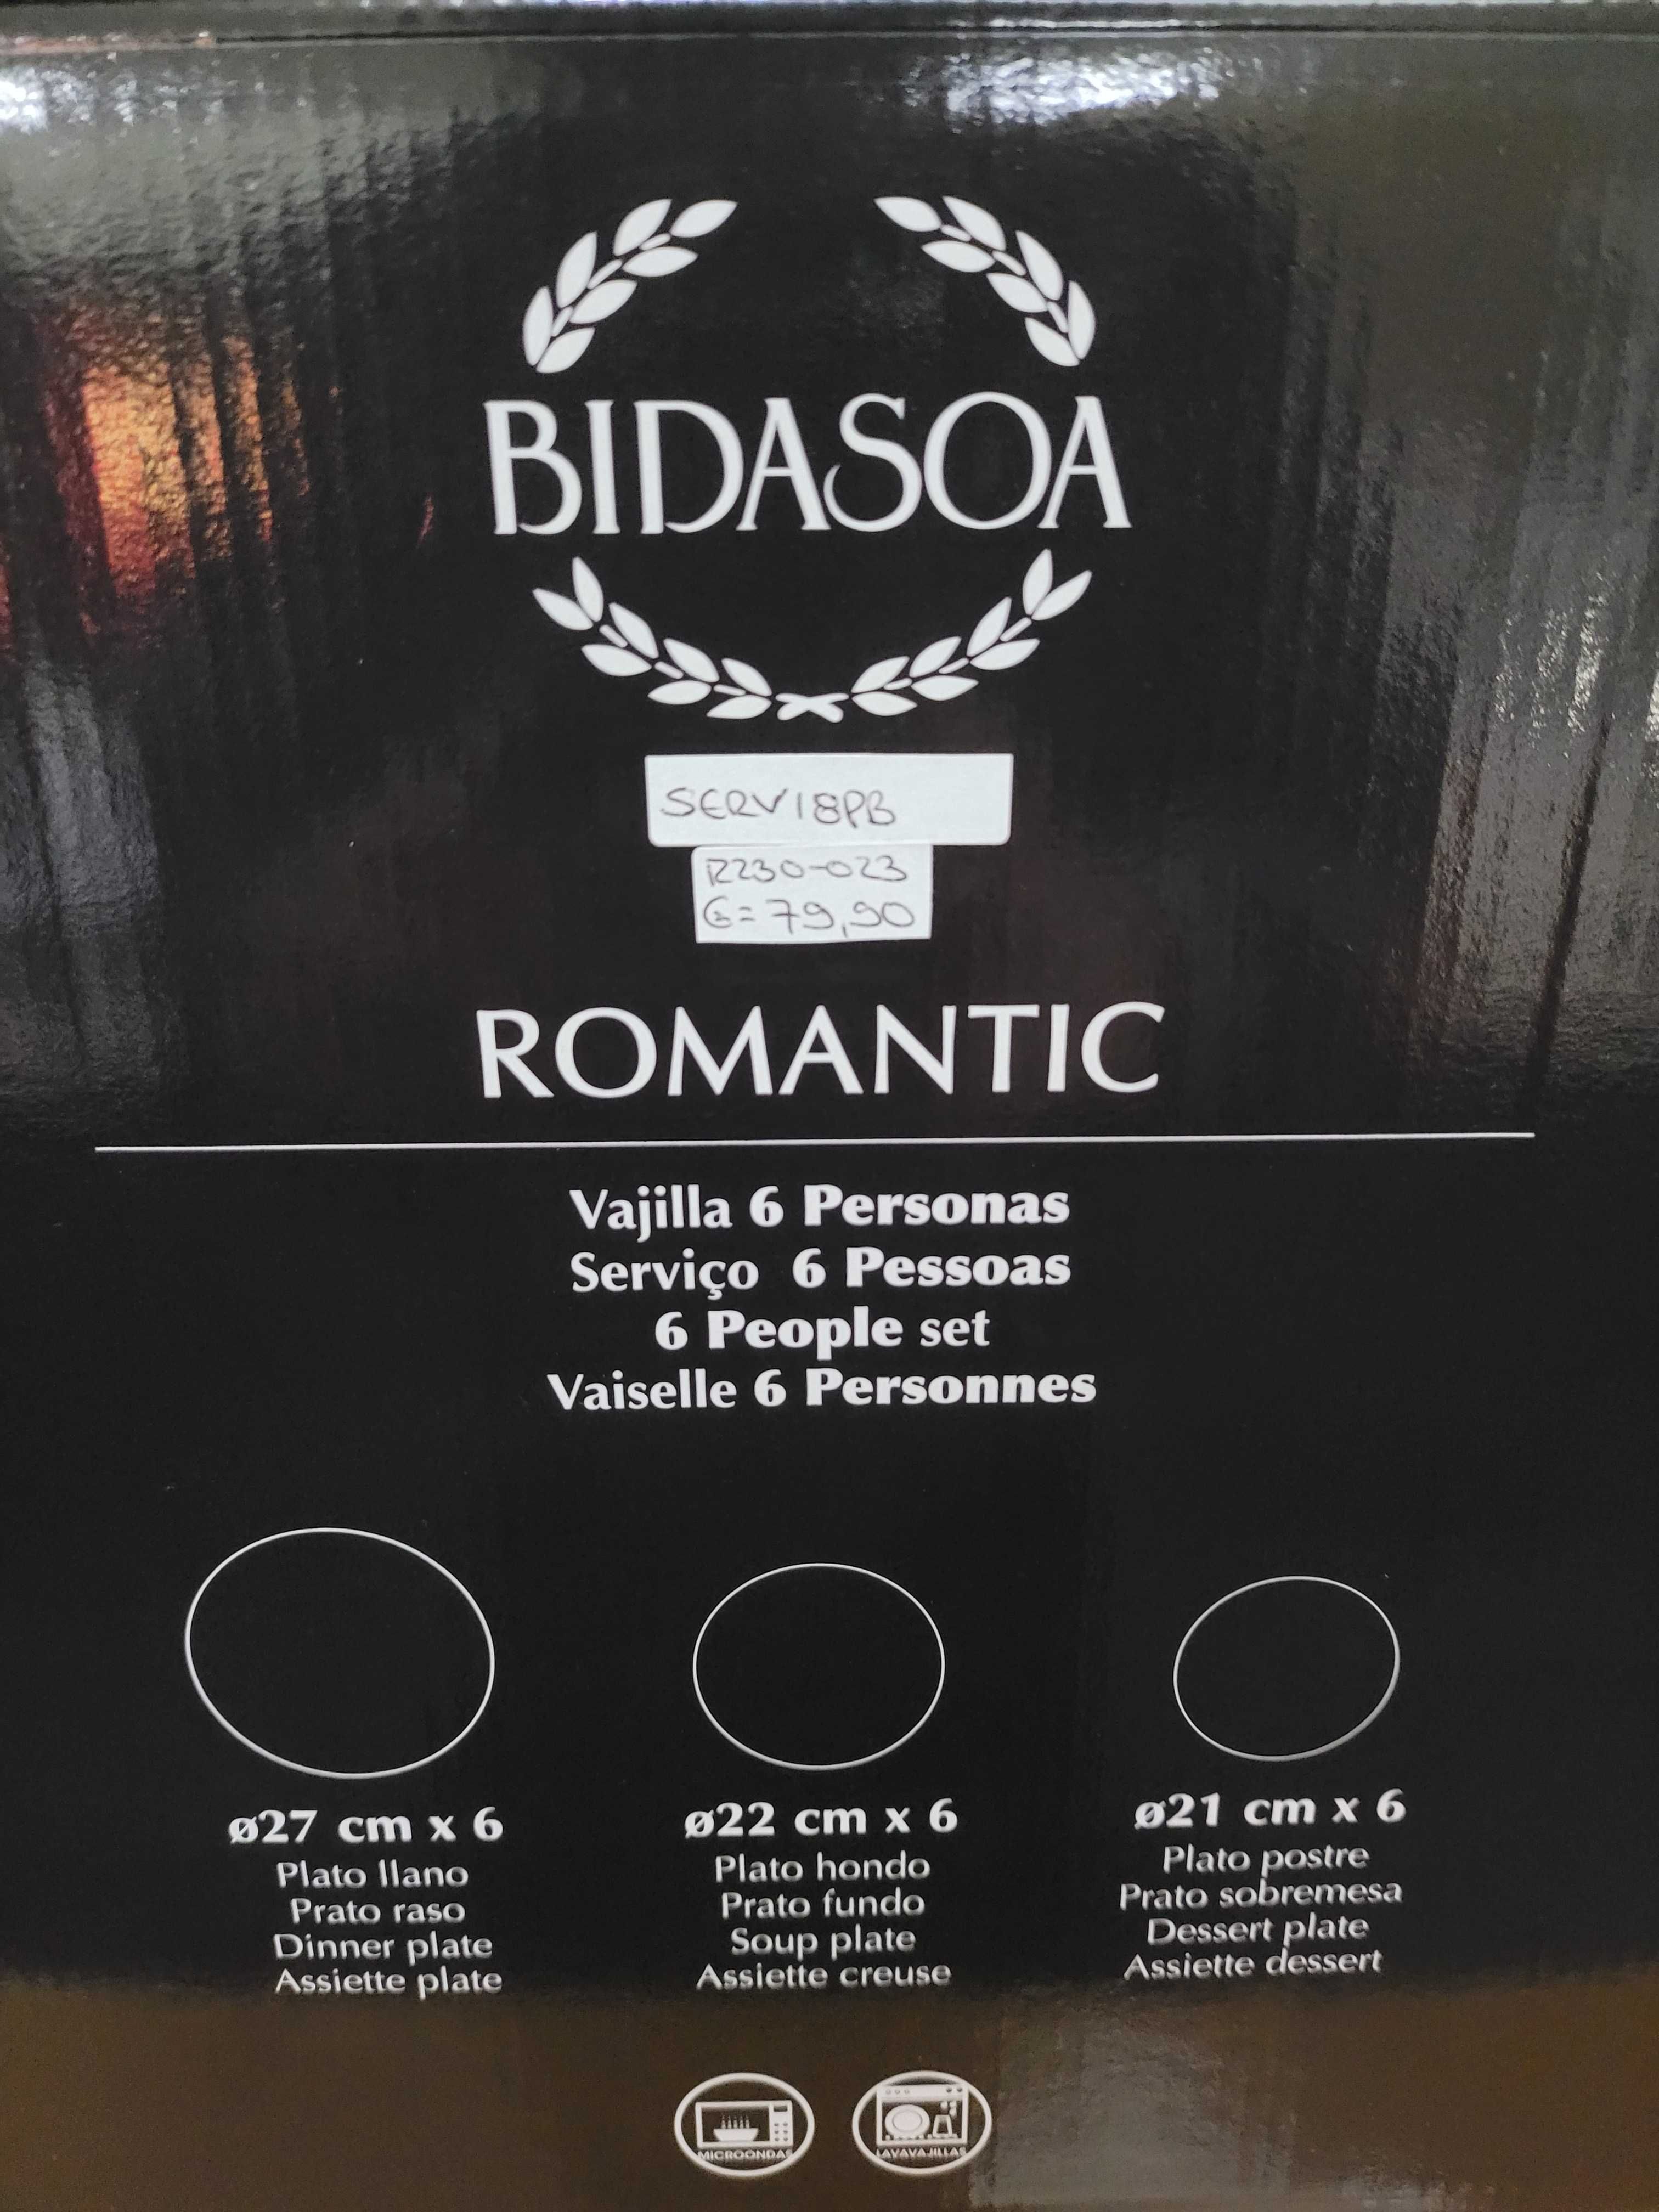 BIDASOA
SERV18PB
R230-023
€=79,90
ROMANTIC
Vajilla 6 Personas
Serviço 6 Pessoas
6 People set
Vaiselle 6 Personnes
ø27 cm x 6
Plato llano
Prato raso
Dinner plate
Assiette plate
ø22 cm x 6
Plato hondo
Prato fundo
Soup plate
Assiette creuse
ø21 cm x 6
Plato postre
Prato sobremesa
Dessert plate
Assiette dessert
MICROONDAS
LAVAVAJILLAS